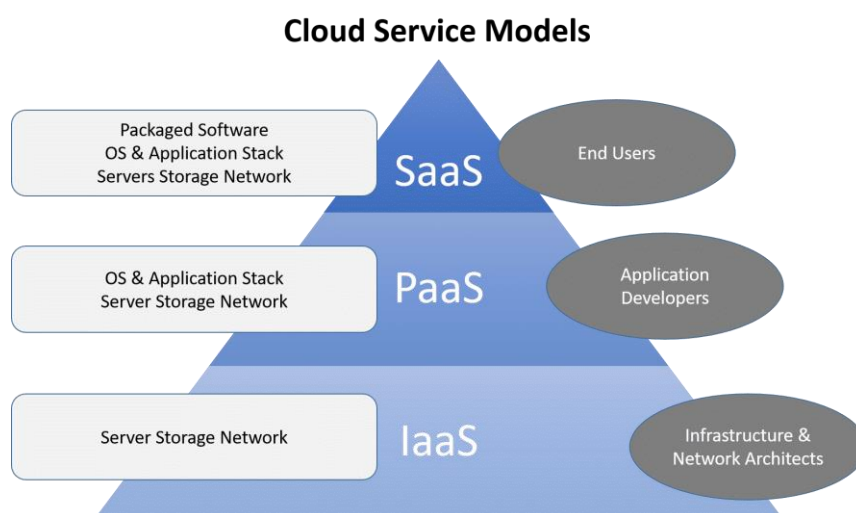 Cloud Service Models
Packaged Software
OS & Application Stack
Servers Storage Network
SaaS
End Users
OS & Application Stack
Server Storage Network
PaaS
Application
Developers
Server Storage Network
IaaS
Infrastructure &
Network Architects